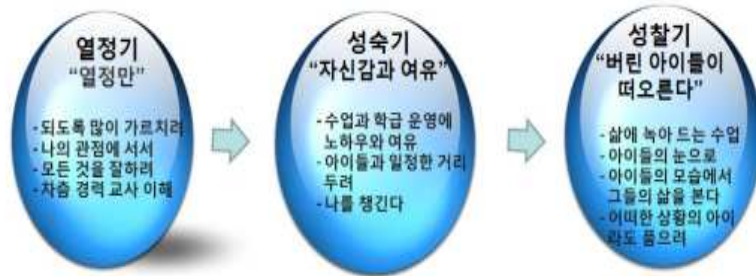 열정기
“열정만”
- 되도록 많이 가르치려
- 나의 관점에 서서
- 모든 것을 잘하려
- 차츰 경력 교사 이해
성숙기
“자신감과 여유”
- 수업과 학급 운영에
노하우와 여유
- 아이들과 일정한 거리
두려
- 나를 챙긴다
성찰기
“버린 아이들이
떠오른다”
- 삶에 녹아 드는 수업
- 아이들의 눈으로
- 아이들의 모습에서
그들의 삶을 본다
- 어떠한 상황의 아이
라도 품으려